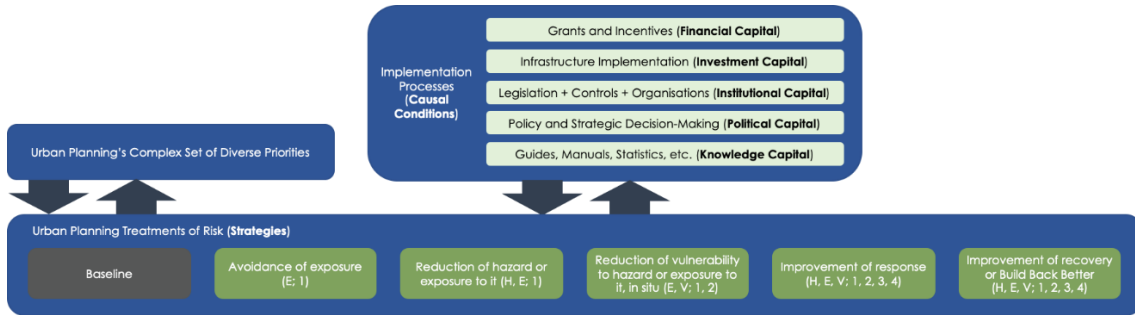 Implementation
Processes
(Causal
Conditions)
Grants and Incentives (Financial Capital)
Infrastructure Implementation (Investment Capital)
Legislation + Controls + Organisations (Institutional Capital)
Policy and Strategic Decision-Making (Political Capital)
Guides, Manuals, Statistics, etc. (Knowledge Capital)
Urban Planning's Complex Set of Diverse Priorities
Urban Planning Treatments of Risk (Strategies)
Baseline
Avoidance of exposure
(E; 1)
Reduction of hazard or
exposure to it (H, E; 1)
Reduction of vulnerability
to hazard or exposure to
it, in situ (E, V; 1, 2)
Improvement of response
(H, E, V; 1, 2, 3, 4)
Improvement of recovery
or Build Back Better
(H, E, V; 1, 2, 3, 4)